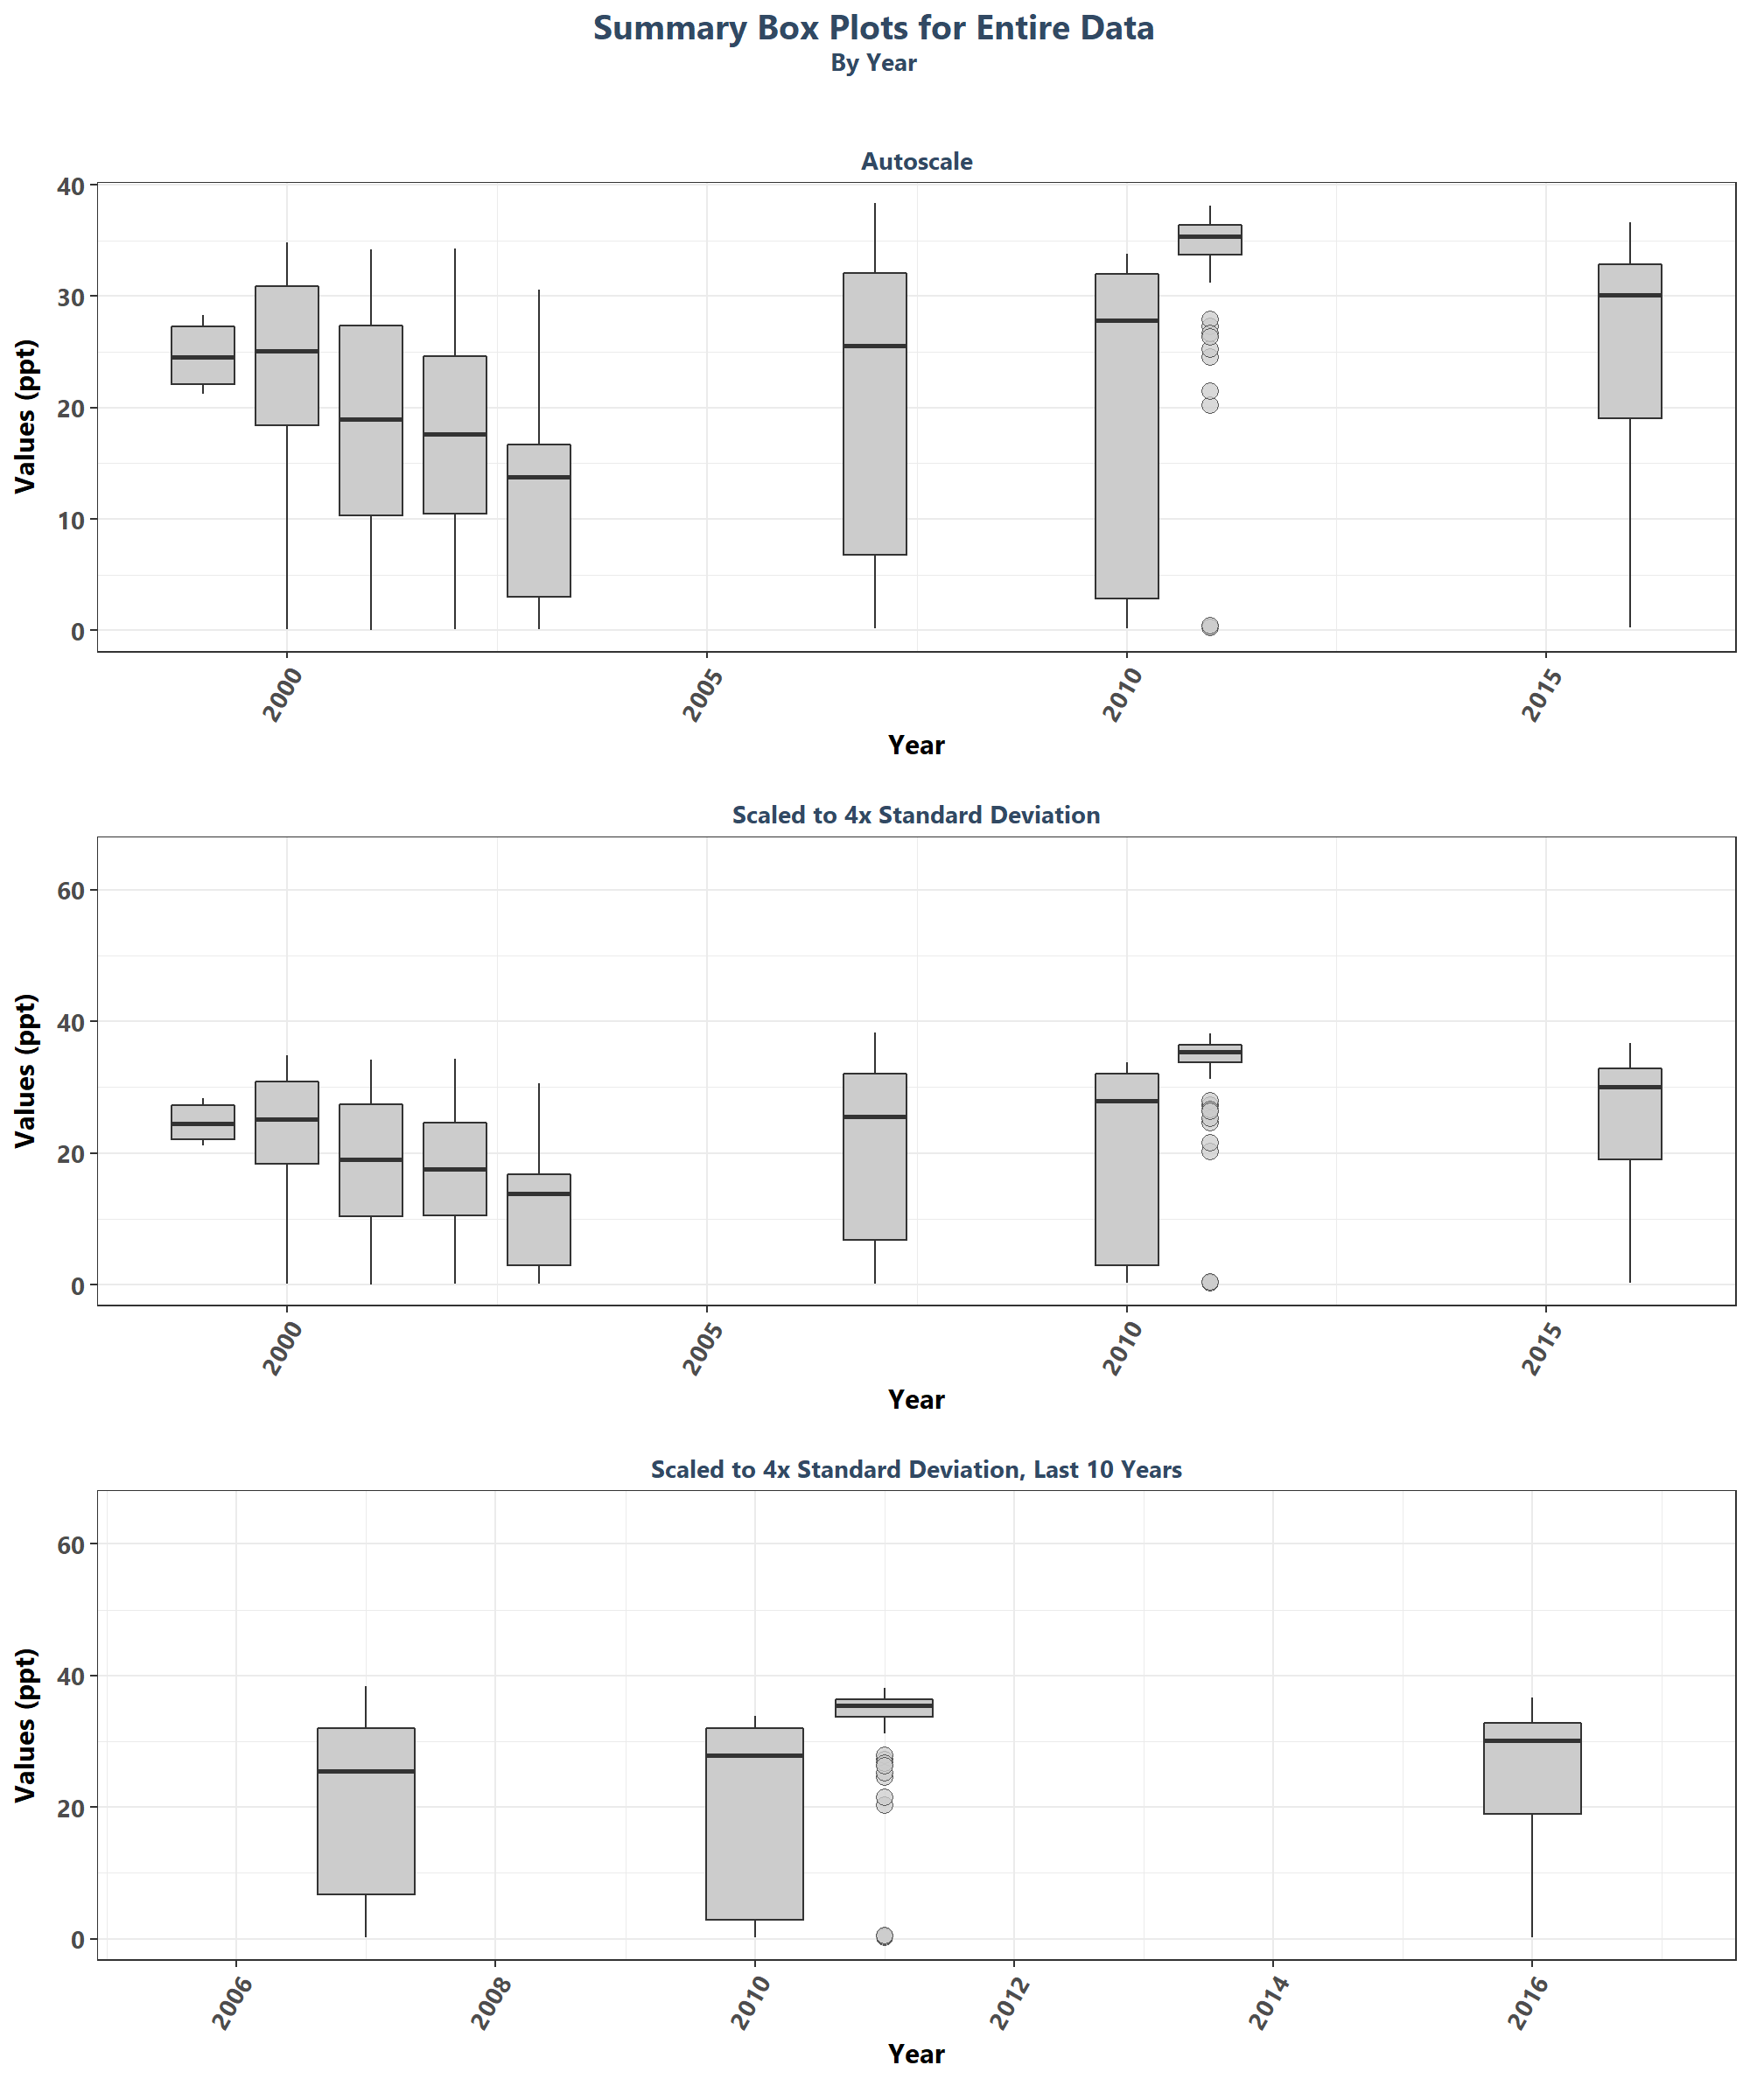 Summary Box Plots for Entire Data
By Year
Autoscale
Values (ppt)
40
30
20
10
0
2000
2005
2010
2015
Year
Scaled to 4x Standard Deviation
Values (ppt)
60
40
20
0
2000
2005
2010
2015
Year
Scaled to 4x Standard Deviation, Last 10 Years
Values (ppt)
60
40
20
0
2006
2008
2010
2012
2014
2016
Year